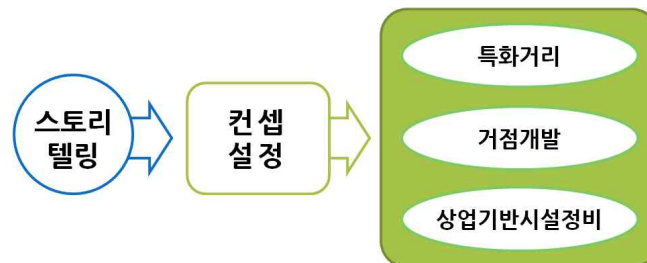 스토리
텔링
컨셉
설정
특화거리
거점개발
상업기반시설정비